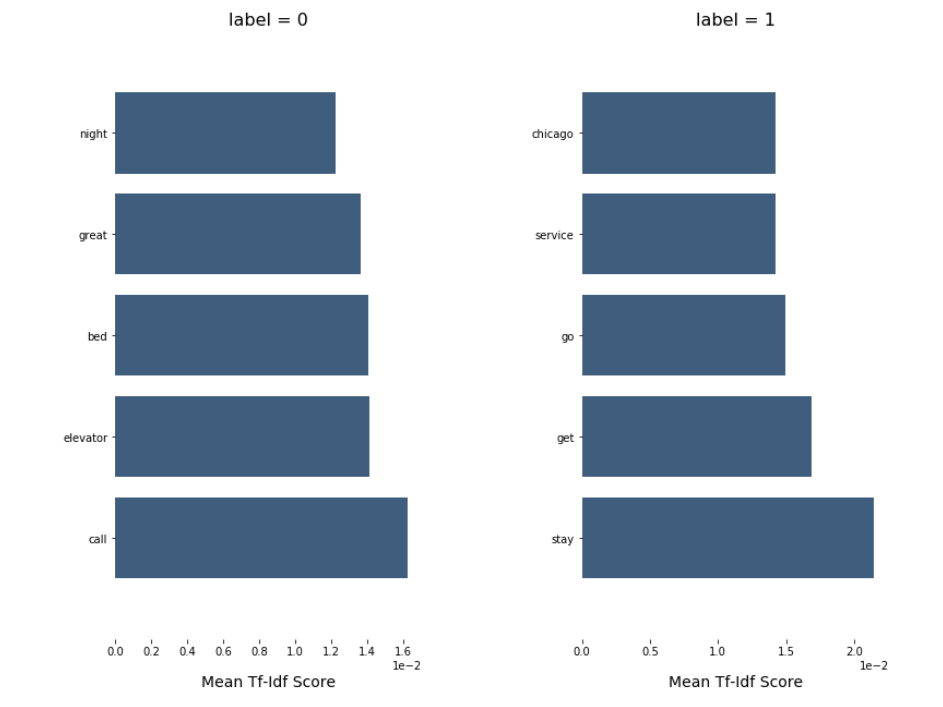 label = 0
night
great
bed
elevator
call
0.0 0.2 0.4 0.6 0.8 1.0 1.2 1.4 1.6
1e−2
Mean Tf-Idf Score
label = 1
chicago
service
go
get
stay
0.0 0.5 1.0 1.5 2.0
1e−2
Mean Tf-Idf Score